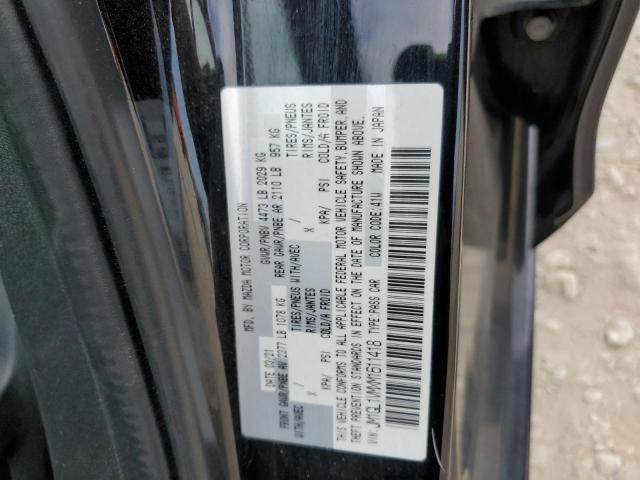 MFD. BY MAZDA MOTOR CORPORATION
DATE 03/21 GVWR/PNBV 4473 LB 2029 KG
FRONT GAWR/PNBE AV 2377 LB 1078 KG REAR GAWR/PNBE AR 2110 LB 957 KG
WITH/AVEC / TIRES/PNEUS WITH/AVEC / TIRES/PNEUS
X RIMS/JANTES X RIMS/JANTES
KPA/ PSI COLD/A FROID KPA/ PSI COLD/A FROID
THIS VEHICLE CONFORMS TO ALL APPLICABLE FEDERAL MOTOR VEHICLE SAFETY, BUMPER, AND
THEFT PREVENTION STANDARDS IN EFFECT ON THE DATE OF MANUFACTURE SHOWN ABOVE.
COLOR CODE:41W MADE IN JAPAN
VIN: TYPE:PASS CAR